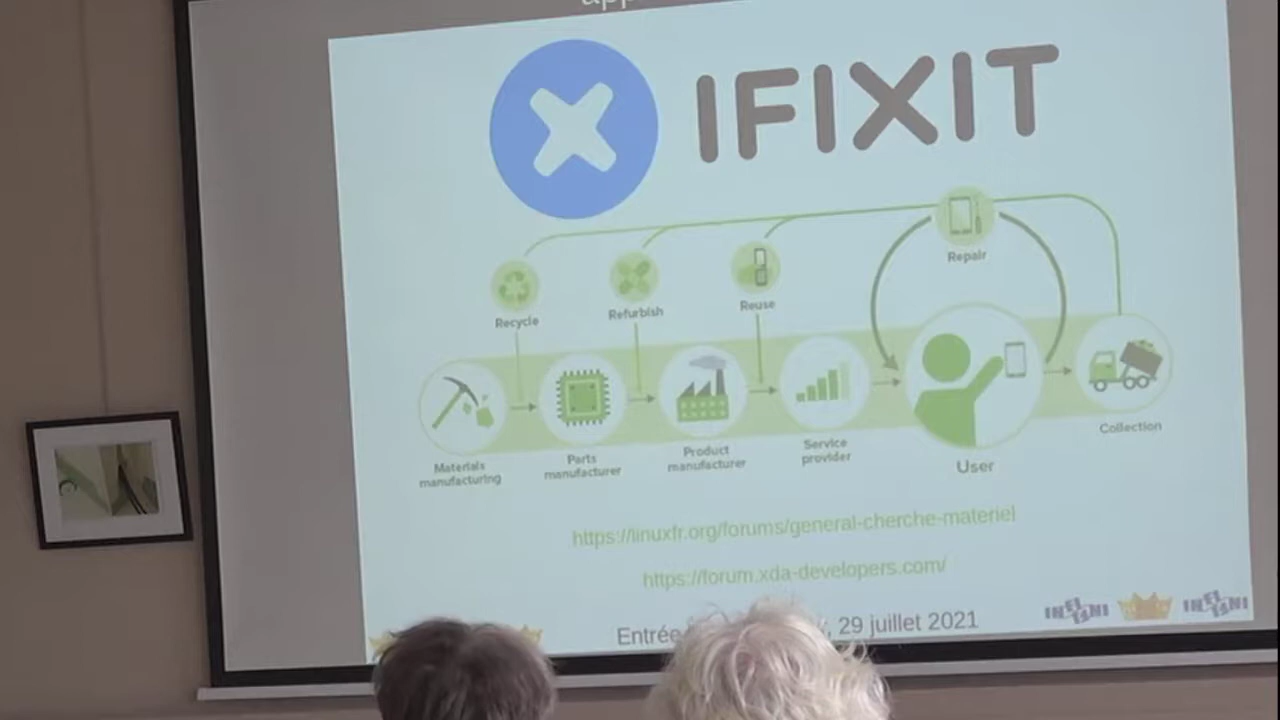 IFIXIT
Repair
Recycle
Refurbish
Reuse
Materials
manufacturing
Parts
manufacturer
Product
manufacturer
Service
provider
User
Collection
https://linuxfr.org/forums/general-cherche-materiel
https://forum.xda-developers.com/
Entrée , 29 juillet 2021